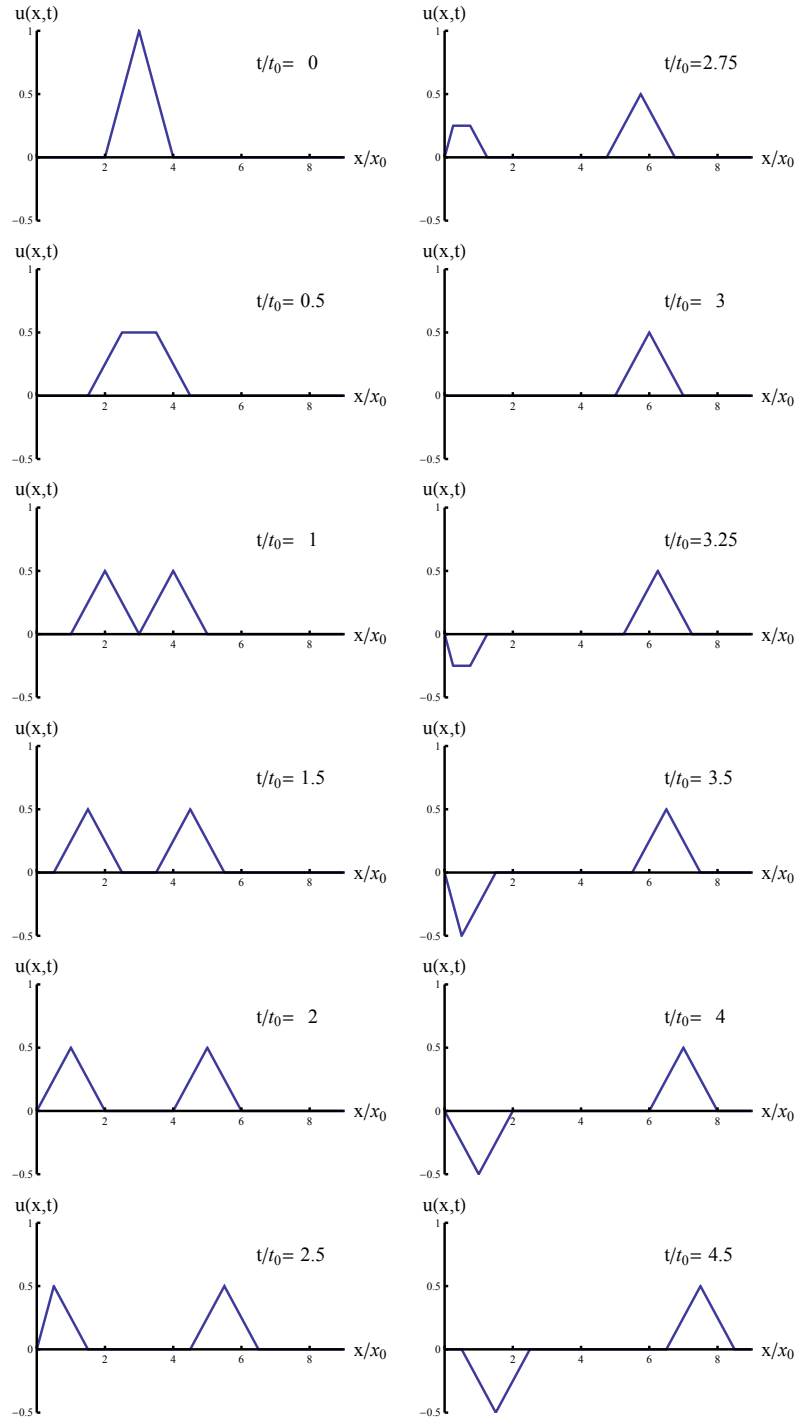 u(x,t)
1
0.5
0
−0.5
2 4 6 8
x/x₀
t/t₀= 0
u(x,t)
1
0.5
0
−0.5
2 4 6 8
x/x₀
t/t₀= 0.5
u(x,t)
1
0.5
0
−0.5
2 4 6 8
x/x₀
t/t₀= 1
u(x,t)
1
0.5
0
−0.5
2 4 6 8
x/x₀
t/t₀= 1.5
u(x,t)
1
0.5
0
−0.5
2 4 6 8
x/x₀
t/t₀= 2
u(x,t)
1
0.5
0
−0.5
2 4 6 8
x/x₀
t/t₀= 2.5
u(x,t)
1
0.5
0
−0.5
2 4 6 8
x/x₀
t/t₀=2.75
u(x,t)
1
0.5
0
−0.5
2 4 6 8
x/x₀
t/t₀= 3
u(x,t)
1
0.5
0
−0.5
2 4 6 8
x/x₀
t/t₀=3.25
u(x,t)
1
0.5
0
−0.5
2 4 6 8
x/x₀
t/t₀= 3.5
u(x,t)
1
0.5
0
−0.5
2 4 6 8
x/x₀
t/t₀= 4
u(x,t)
1
0.5
0
−0.5
2 4 6 8
x/x₀
t/t₀= 4.5